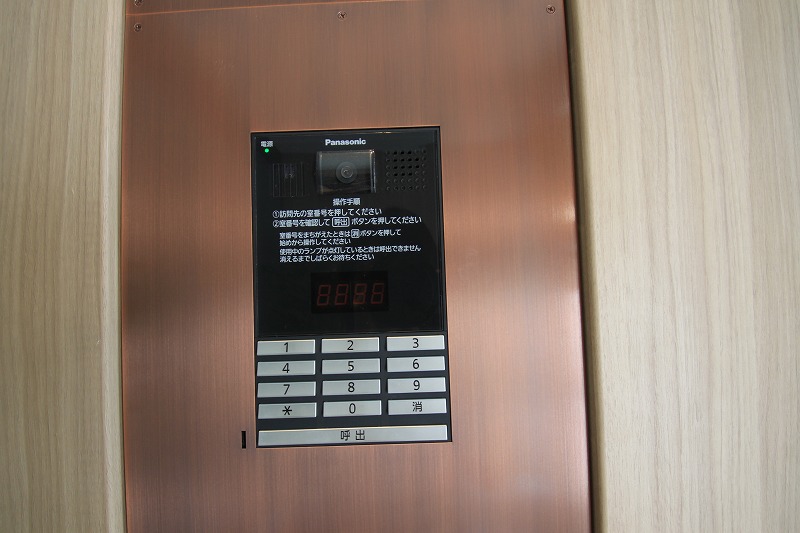 電源
Panasonic
操作手順
①訪問先の室番号を押してください
②室番号を確認して 呼出 ボタンを押してください
室番号をまちがえたときは 消 ボタンを押して
始めから操作してください
使用中のランプが点灯しているときは呼出できません
消えるまでしばらくお待ちください
1 2 3
4 5 6
7 8 9
* 0 消
呼出